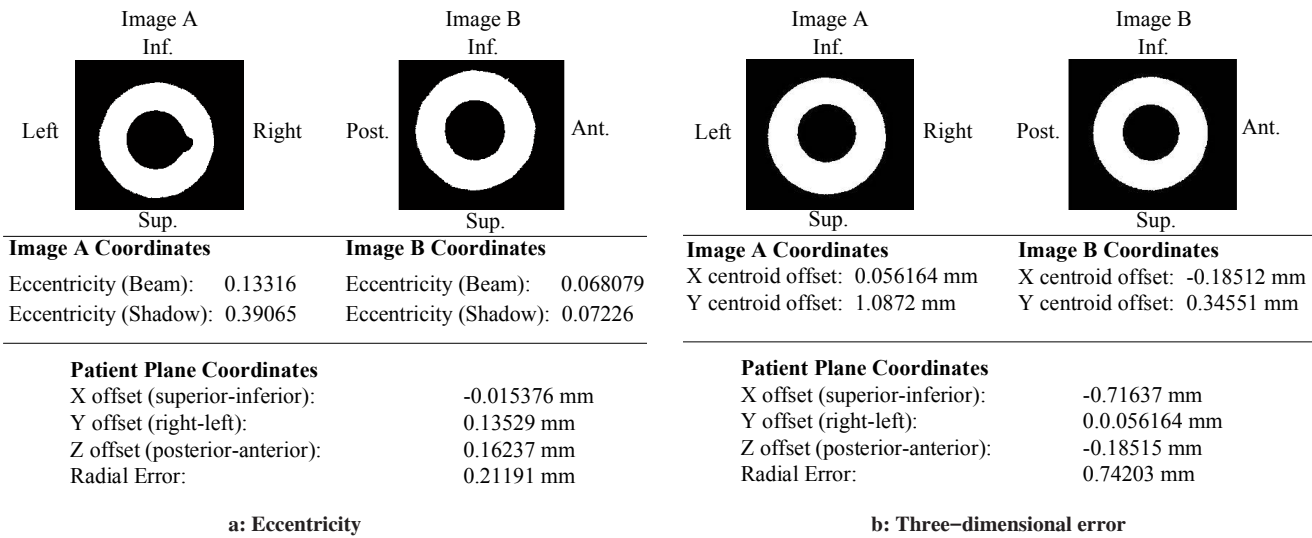 Image A
Inf.
Left
Right
Sup.
Image B
Inf.
Post.
Ant.
Sup.
Image A Coordinates
Eccentricity (Beam): 0.13316
Eccentricity (Shadow): 0.39065
Image B Coordinates
Eccentricity (Beam): 0.068079
Eccentricity (Shadow): 0.07226
Patient Plane Coordinates
X offset (superior-inferior): -0.015376 mm
Y offset (right-left): 0.13529 mm
Z offset (posterior-anterior): 0.16237 mm
Radial Error: 0.21191 mm
a: Eccentricity
Image A
Inf.
Left
Right
Sup.
Image B
Inf.
Post.
Ant.
Sup.
Image A Coordinates
X centroid offset: 0.056164 mm
Y centroid offset: 1.0872 mm
Image B Coordinates
X centroid offset: -0.18512 mm
Y centroid offset: 0.34551 mm
Patient Plane Coordinates
X offset (superior-inferior): -0.71637 mm
Y offset (right-left): 0.0.056164 mm
Z offset (posterior-anterior): -0.18515 mm
Radial Error: 0.74203 mm
b: Three−dimensional error